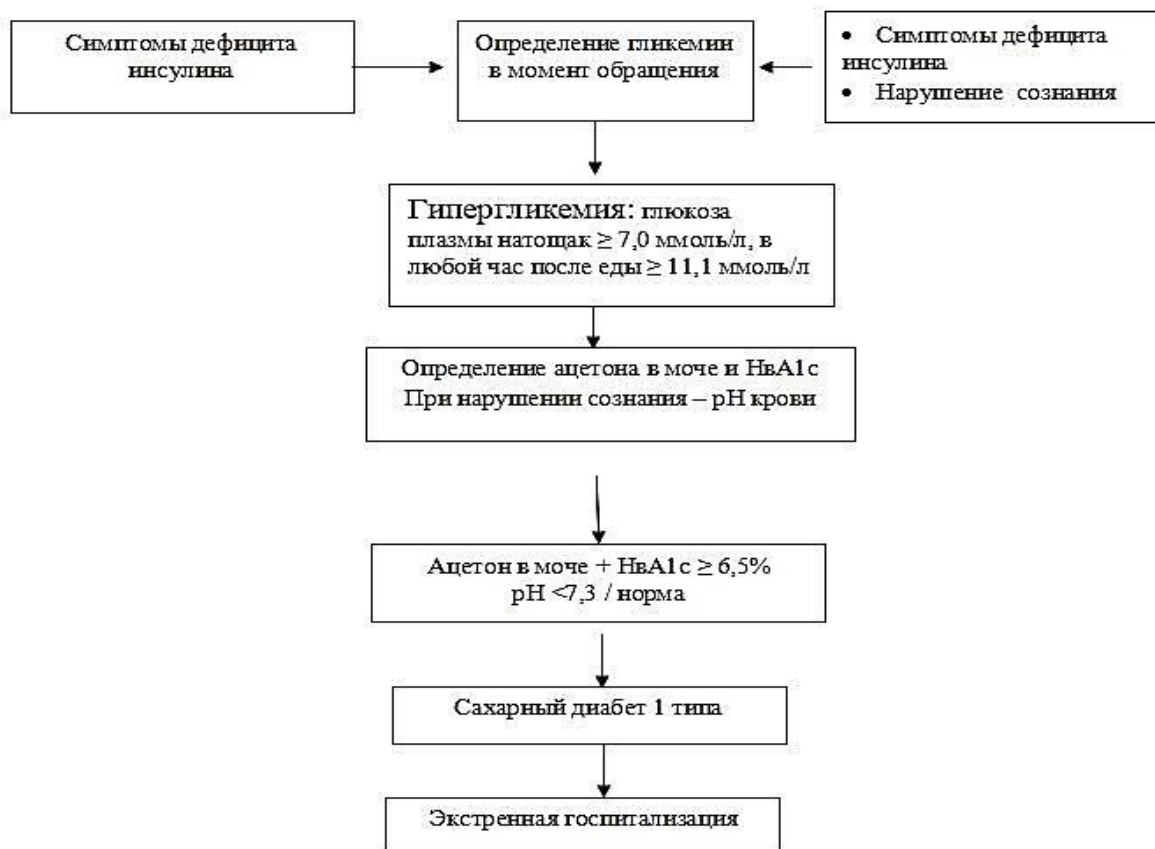 Симптомы дефицита
инсулина
Определение гликемин
в момент обращения
• Симптомы дефицита
инсулина
• Нарушение сознания
Гипергликемия: глюкоза
плазмы натощак ≥ 7,0 ммоль/л, в
любой час после еды ≥ 11,1 ммоль/л
Определение ацетона в моче и НвА1с
При нарушении сознания – рН крови
Ацетон в моче + НвА1с ≥ 6,5%
рН <7,3 / норма
Сахарный диабет 1 типа
Экстренная госпитализация